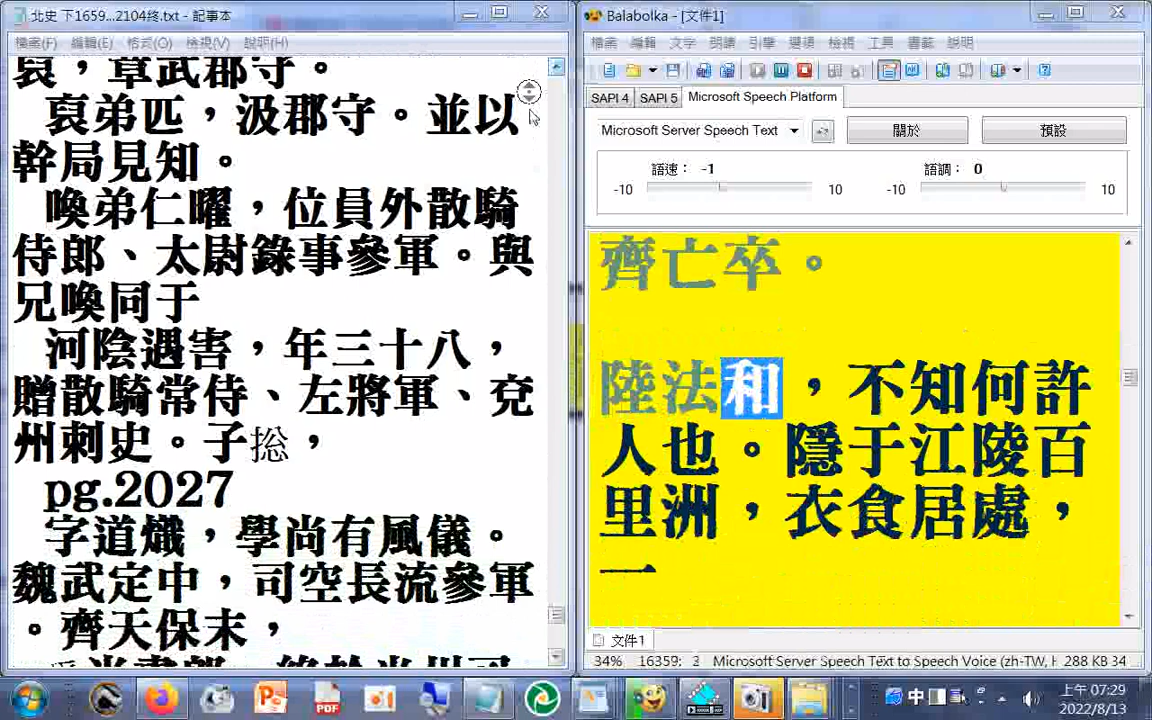 北史 下1659...2104終.txt - 記事本
檔案(F) 編輯(E) 格式(O) 檢視(V) 說明(H)
裒，章武郡守。
裒弟匹，汲郡守。並以
幹局見知。
喚弟仁曜，位員外散騎
侍郎、太尉錄事參軍。與
兄喚同于
河陰遇害，年三十八，
贈散騎常侍、左將軍、兗
州刺史。子捴，
pg.2027
字道熾，學尚有風儀。
魏武定中，司空長流參軍
。齊天保末，
Balabolka - [文件1]
檔案 編輯 文字 朗讀 引擎 選項 檢視 工具 書籤 說明
SAPI 4 SAPI 5 Microsoft Speech Platform
Microsoft Server Speech Text 關於 預設
語速： -1 語調： 0
-10 10 -10 10
齊亡卒。
陸法和，不知何許
人也。隱于江陵百
里洲，衣食居處，
一
文件1
34% 16359: Microsoft Server Speech Text to Speech Voice (zh-TW, H 288 KB 34
中
上午 07:29
2022/8/13